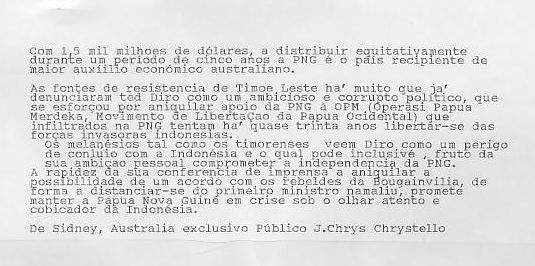 Com 1,5 mil milhoes de dólares, a distribuir equitativamente
durante um período de cinco anos a PNG é o país recipiente de
maior auxiíio económico australiano.
As fontes de resistencia de Timoe Leste ha' muito que ja'
denunciaram ted Diro como um ambicioso e corrupto político, que
se esforçou por aniquilar apoio da PNG à OPM (Operasi Papua
Merdeka, Movimento de Libertaçao da Papua Ocidental) que
infiltrados na PNG tentam ha' quase trinta anos libertár-se das
forças invasoras indonesias.
Os melanésios tal como os timorenses veem Diro como um perigo
de conluio com a Indonésia e o qual pode inclusivé , fruto da
sua ambiçao pessoal comprometer a independencia da PNG.
A rapidez da sua conferencia de imprensa a aniquilar a
possibilidade de um acordo com os rebeldes da Bougainvília, de
forma a distanciar-se do primeiro ministro namaliu, promete
manter a Papua Nova Guiné em crise sob o olhar atento e
cobicador da Indonésia.
De Sidney, Australia exclusivo Público J.Chrys Chrystello